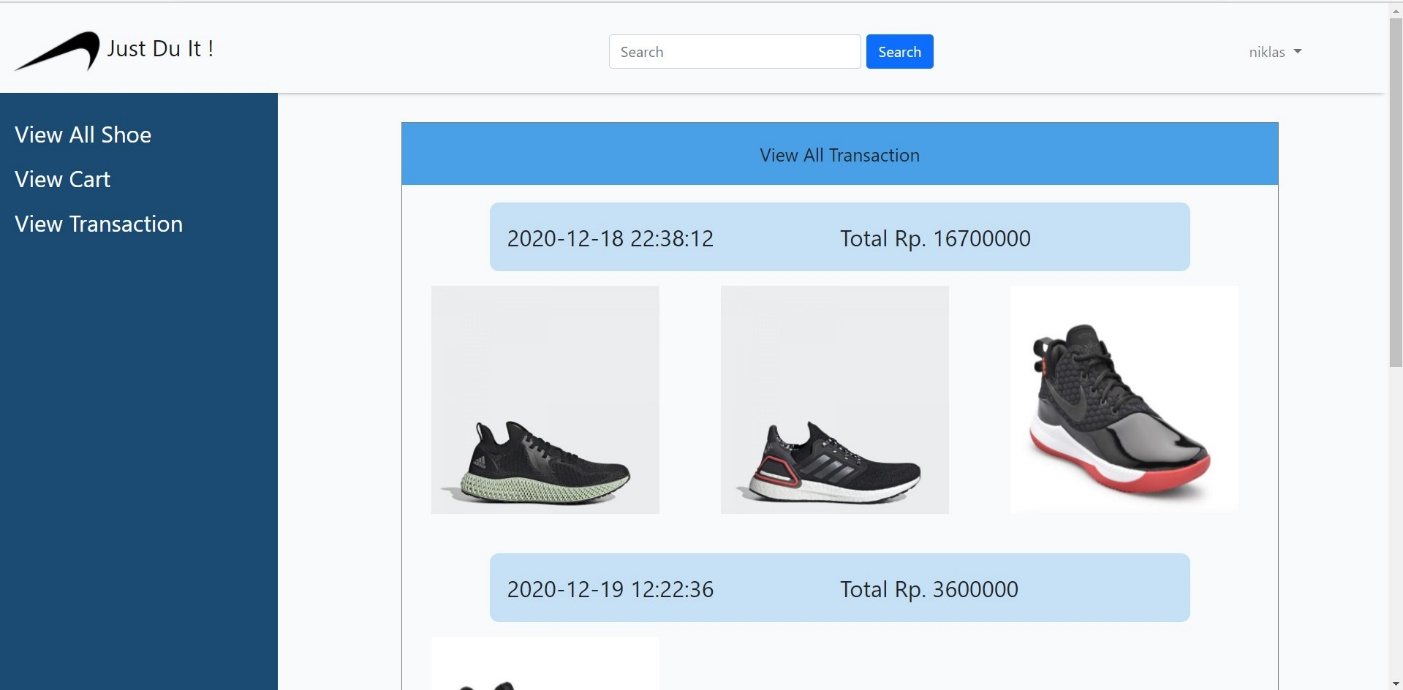 Just Du It !
Search
Search
niklas
View All Shoe
View Cart
View Transaction
View All Transaction
2020-12-18 22:38:12 Total Rp. 16700000
2020-12-19 12:22:36 Total Rp. 3600000